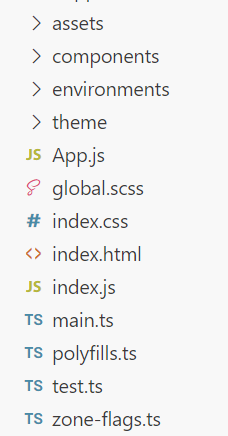 assets
components
environments
theme
JS App.js
global.scss
# index.css
<> index.html
JS index.js
TS main.ts
TS polyfills.ts
TS test.ts
TS zone-flags.ts